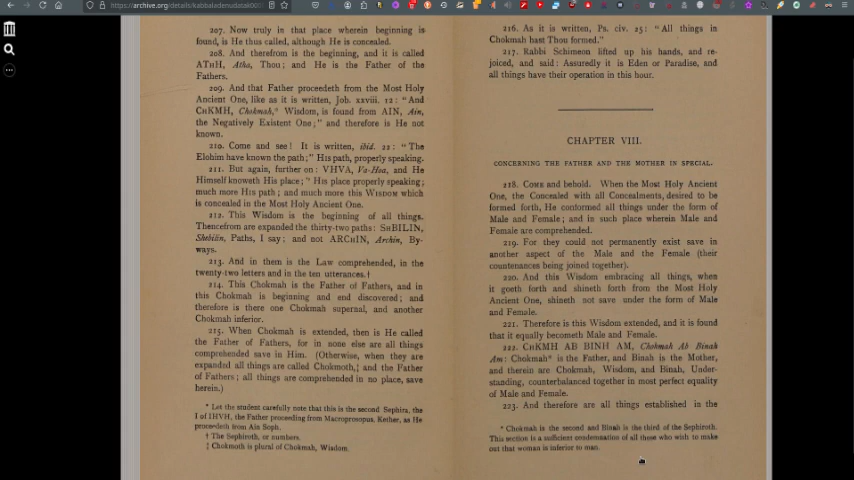 https://archive.org/details/kabbaladenudata00
207. Now truly in that place wherein beginning is
found, is He thus called, although He is concealed.
208. And therefrom is the beginning, and it is called
AThH, Atha, Thou; and He is the Father of the
Fathers.
209. And that Father proceedeth from the Most Holy
Ancient One, like as it is written, Job. xxviii. 12: "And
ChKMH, Chokmah,* Wisdom, is found from AIN, Ain,
the Negatively Existent One;" and therefore is He not
known.
210. Come and see! It is written, ibid. 22: "The
Elohim have known the path;" His path, properly speaking.
211. But again, further on: VHVA, Va-Hoa, and He
Himself knoweth His place;" His place properly speaking;
much more His path; and much more this Wisdom which
is concealed in the Most Holy Ancient One.
212. This Wisdom is the beginning of all things.
Thencefrom are expanded the thirty-two paths: ShBILIN,
Shebilin, Paths, I say; and not ARChIN, Archin, By-
ways.
213. And in them is the Law comprehended, in the
twenty-two letters and in the ten utterances.†
214. This Chokmah is the Father of Fathers, and in
this Chokmah is beginning and end discovered; and
therefore is there one Chokmah supernal, and another
Chokmah inferior.
215. When Chokmah is extended, then is He called
the Father of Fathers, for in none else are all things
comprehended save in Him. (Otherwise, when they are
expanded all things are called Chokmoth,‡ and the Father
of Fathers; all things are comprehended in no place, save
herein.)
* Let the student carefully note that this is the second Sephira, the
I of IHVH, the Father proceeding from Macroprosopus, Kether, as He
proceedeth from Ain Soph.
† The Sephiroth, or numbers.
‡ Chokmoth is plural of Chokmah, Wisdom.
216. As it is written, Ps. civ. 25: "All things in
Chokmah hast Thou formed."
217. Rabbi Schimeon lifted up his hands, and re-
joiced, and said: Assuredly it is Eden or Paradise, and
all things have their operation in this hour.
CHAPTER VIII.
CONCERNING THE FATHER AND THE MOTHER IN SPECIAL.
218. Come and behold. When the Most Holy Ancient
One, the Concealed with all Concealments, desired to be
formed forth, He conformed all things under the form of
Male and Female; and in such place wherein Male and
Female are comprehended.
219. For they could not permanently exist save in
another aspect of the Male and the Female (their
countenances being joined together).
220. And this Wisdom embracing all things, when
it goeth forth and shineth forth from the Most Holy
Ancient One, shineth not save under the form of Male
and Female.
221. Therefore is this Wisdom extended, and it is found
that it equally becometh Male and Female.
222. ChKMH AB BINH AM, Chokmah Ab Binah
Am: Chokmah* is the Father, and Binah is the Mother,
and therein are Chokmah, Wisdom, and Binah, Under-
standing, counterbalanced together in most perfect equality
of Male and Female.
223. And therefore are all things established in the
* Chokmah is the second and Binah is the third of the Sephiroth.
This section is a sufficient condemnation of all those who wish to make
out that woman is inferior to man.